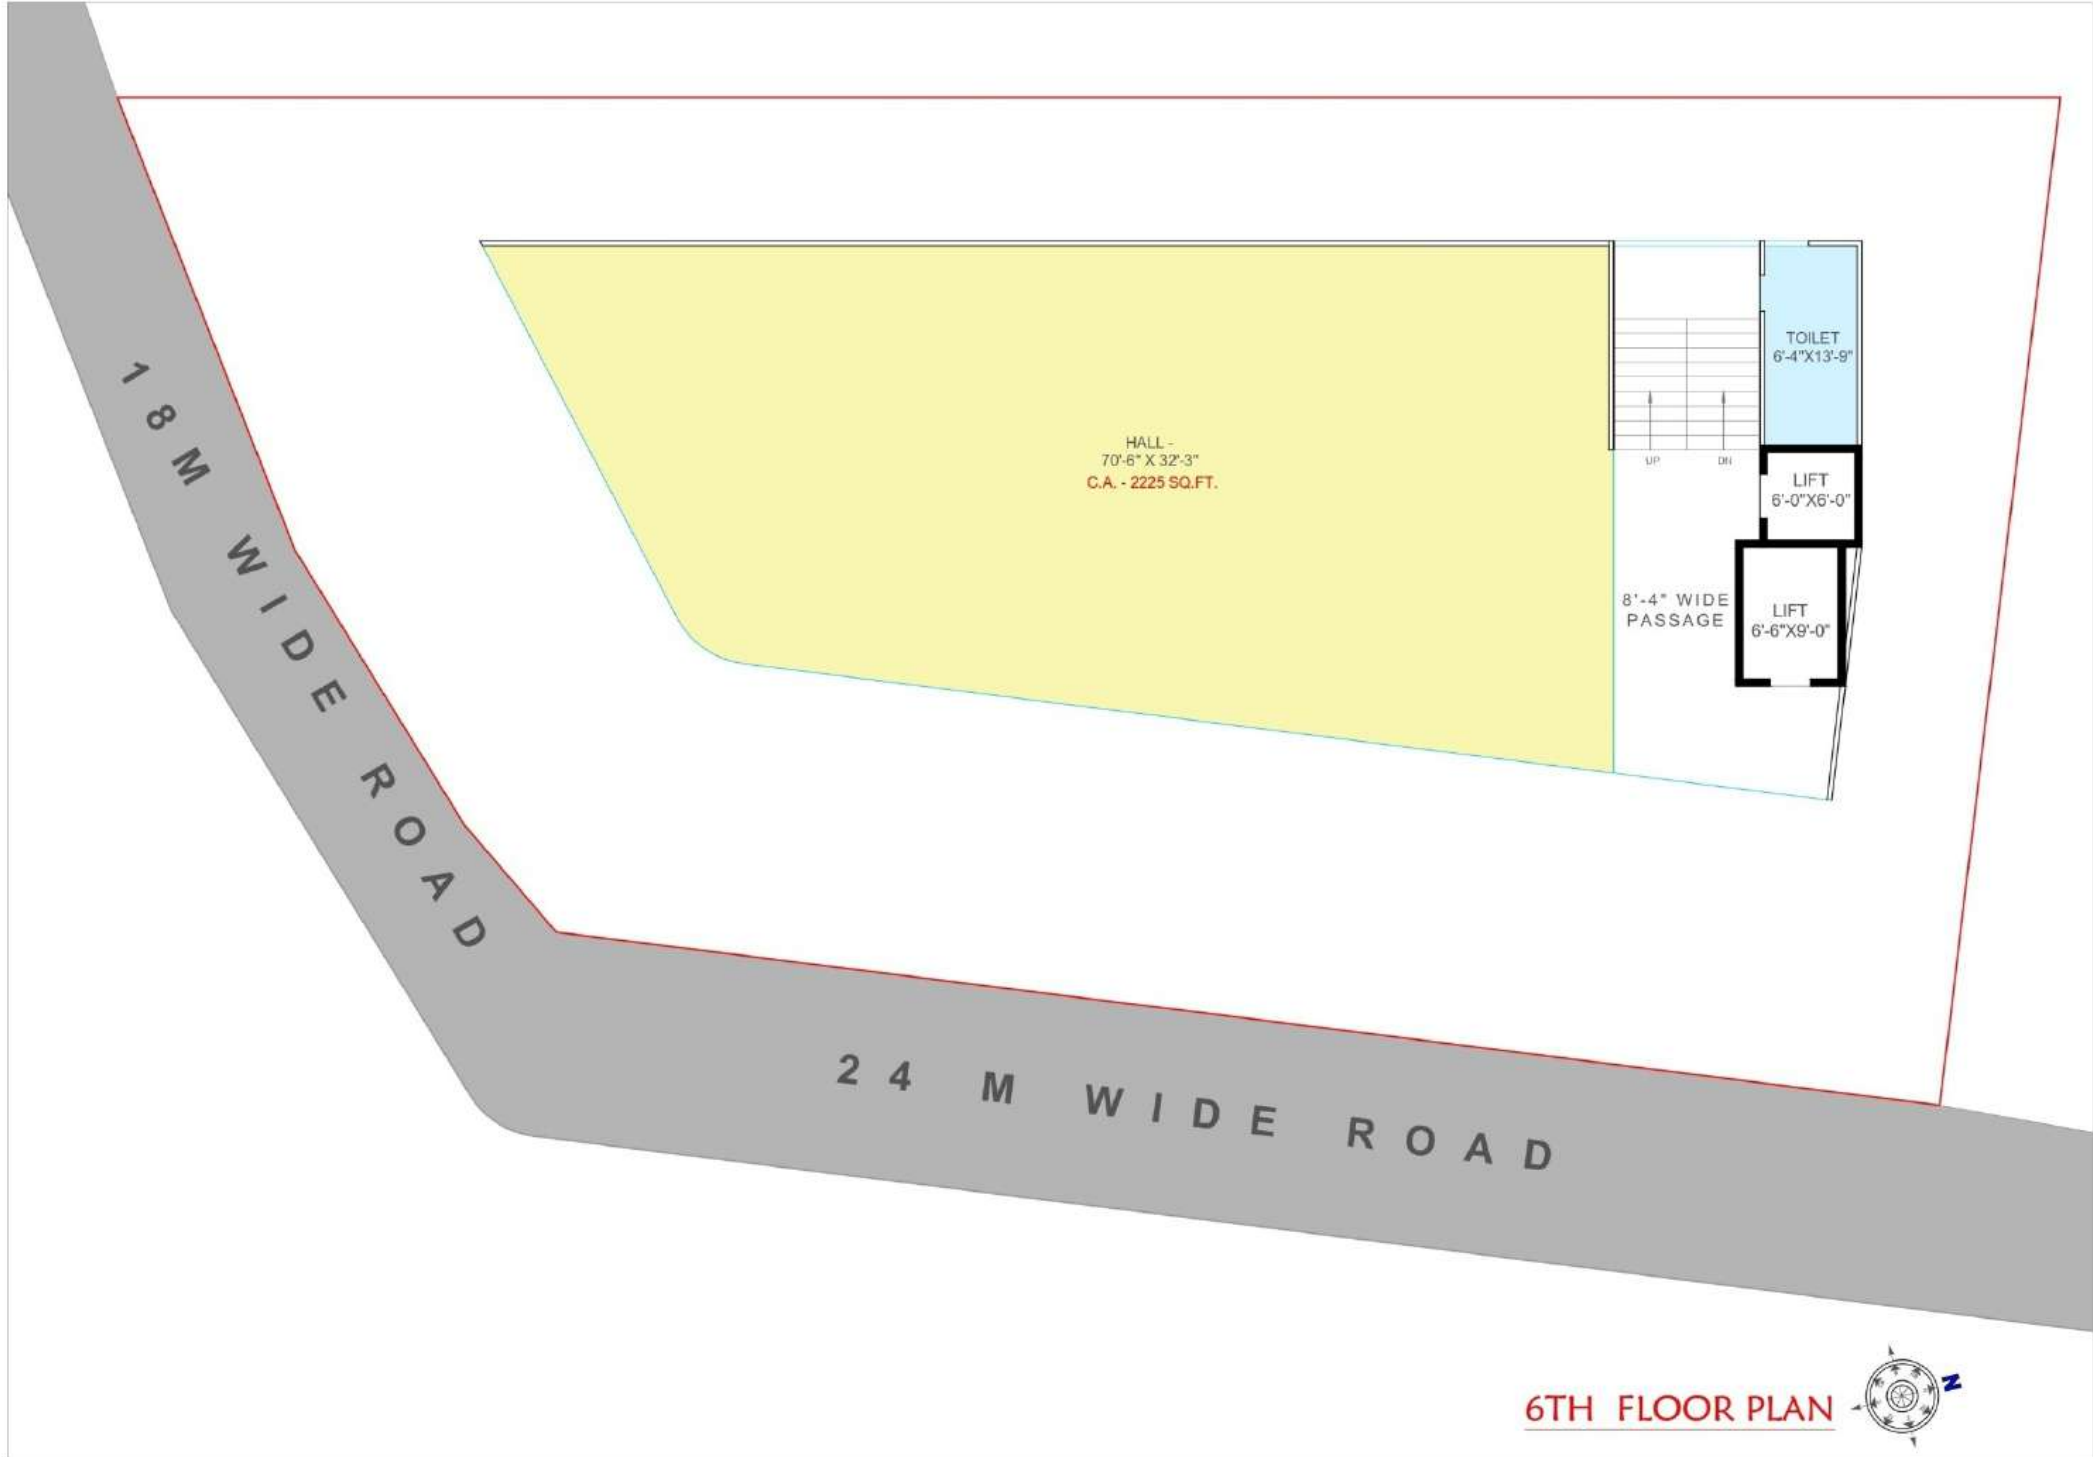 TOILET
6'-4"X13'-9"
HALL -
70'-6" X 32'-3"
C.A. - 2225 SQ.FT.
UP
DN
LIFT
6'-0"X6'-0"
8'-4" WIDE
PASSAGE
LIFT
6'-6"X9'-0"
18M WIDE ROAD
24 M WIDE ROAD
6TH FLOOR PLAN
N